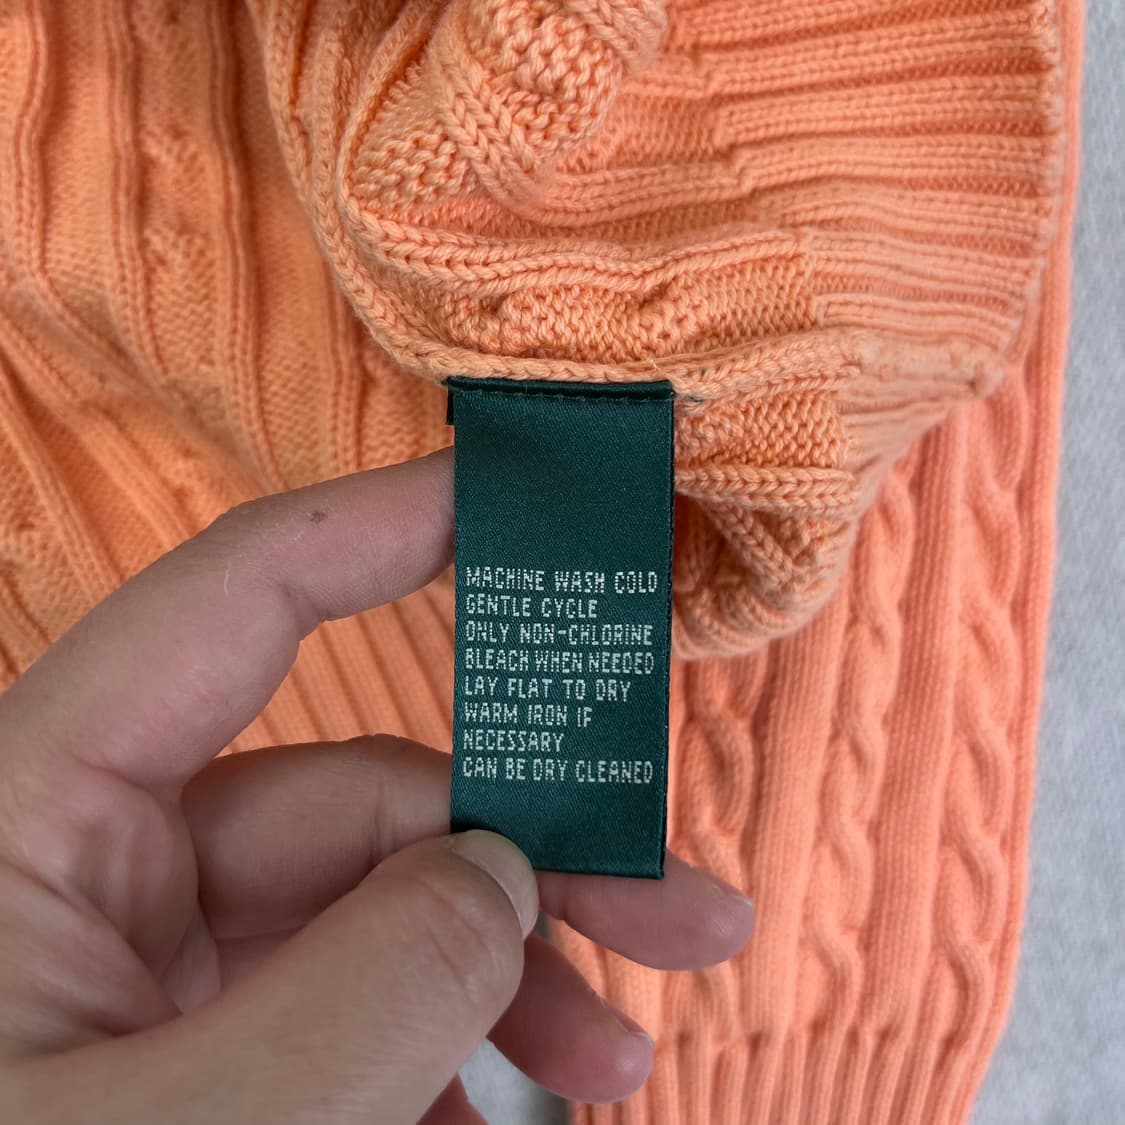 MACHINE WASH COLD
GENTLE CYCLE
ONLY NON-CHLORINE
BLEACH WHEN NEEDED
LAY FLAT TO DRY
WARM IRON IF
NECESSARY
CAN BE DRY CLEANED